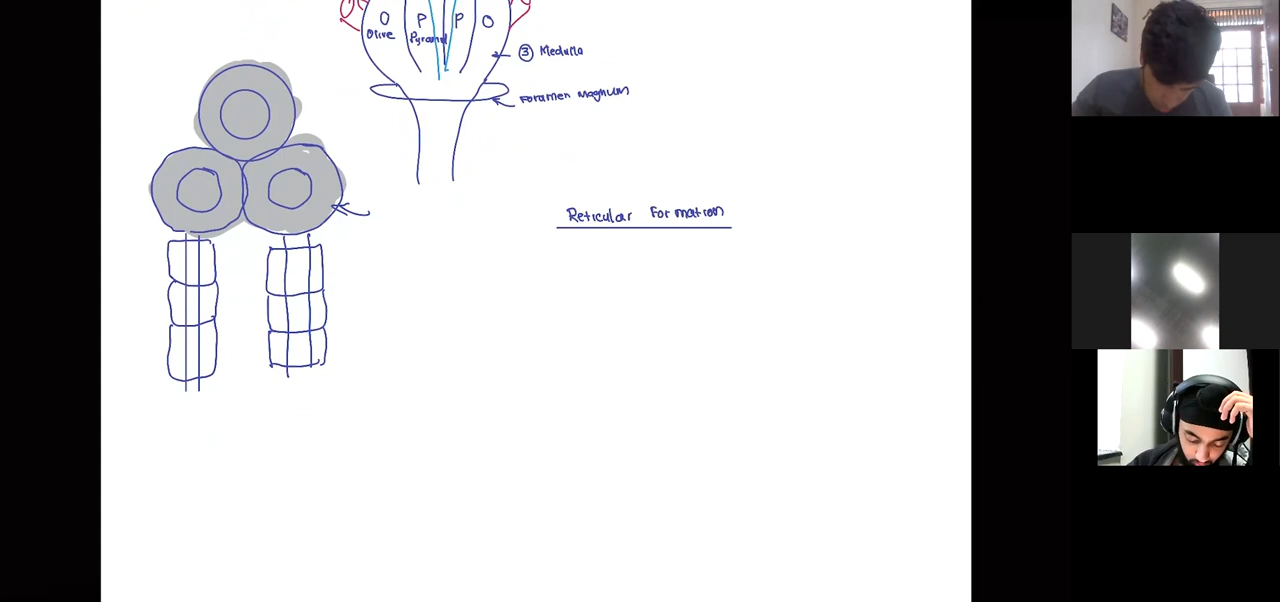 O P P O
Olive Pyramid
③ Medulla
Foramen Magnum
Reticular Formation